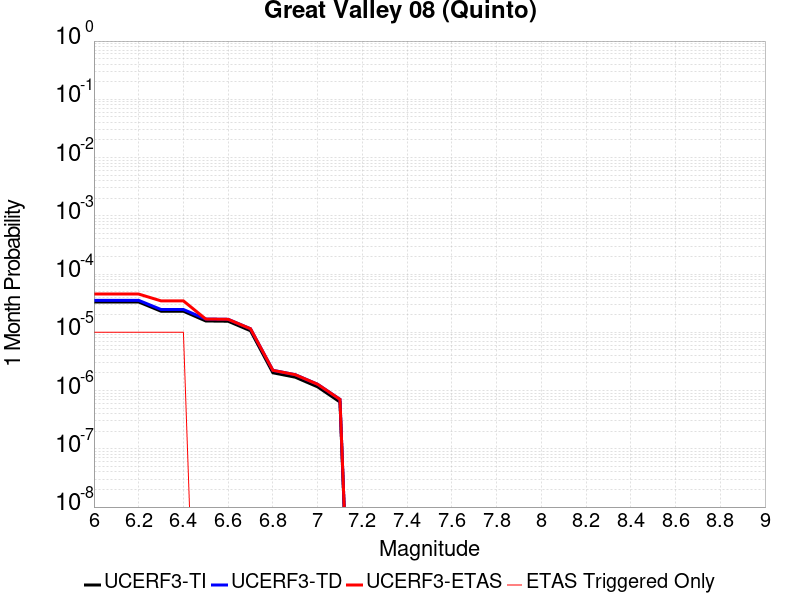 Great Valley 08 (Quinto)
10^0
10^-1
10^-2
10^-3
10^-4
10^-5
10^-6
10^-7
10^-8
1 Month Probability
6 6.2 6.4 6.6 6.8 7 7.2 7.4 7.6 7.8 8 8.2 8.4 8.6 8.8 9
Magnitude
UCERF3-TI UCERF3-TD UCERF3-ETAS ETAS Triggered Only